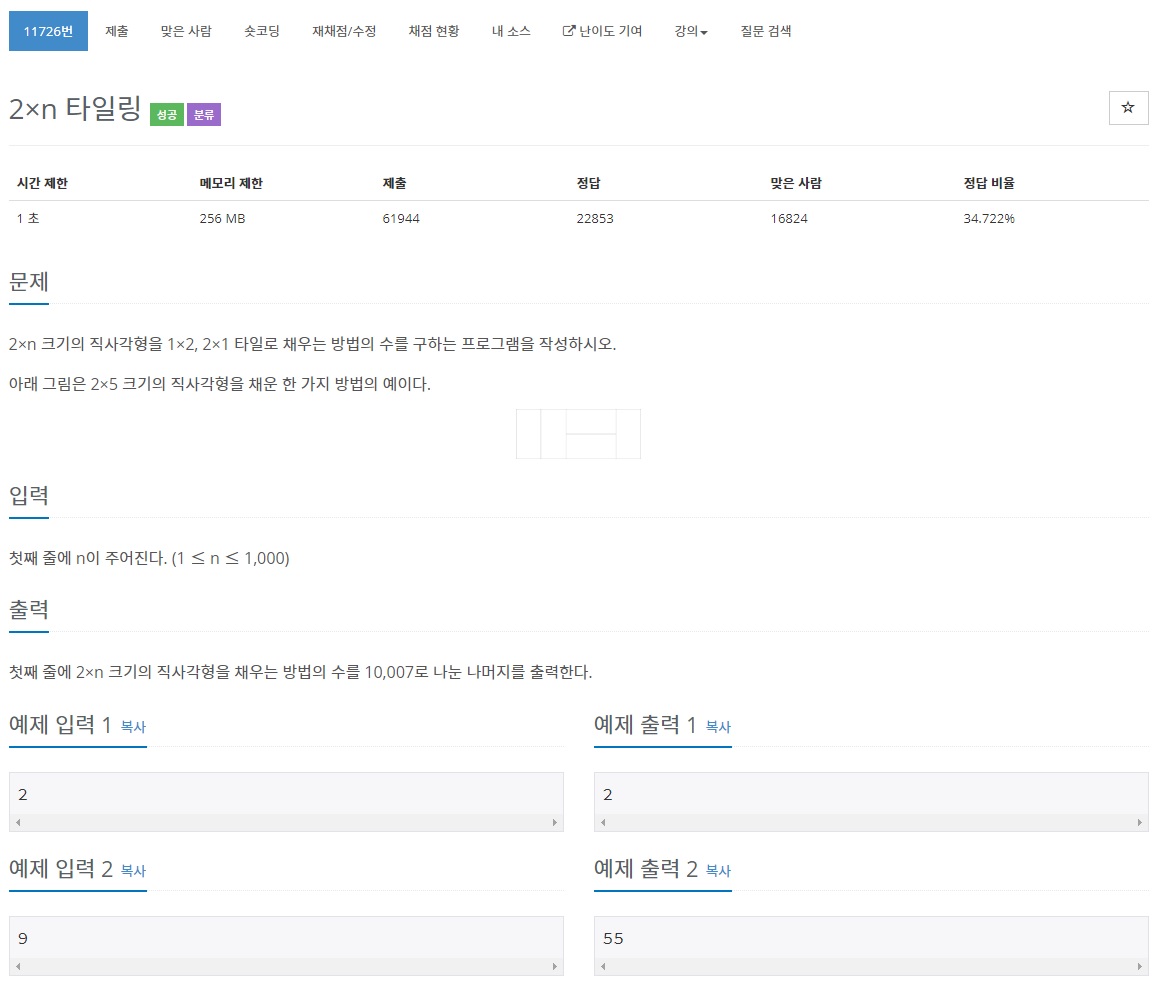 11726번 제출 맞은 사람 숏코딩 재채점/수정 채점 현황 내 소스 난이도 기여 강의 질문 검색
2×n 타일링 성공 분류
시간 제한 메모리 제한 제출 정답 맞은 사람 정답 비율
1 초 256 MB 61944 22853 16824 34.722%
문제
2×n 크기의 직사각형을 1×2, 2×1 타일로 채우는 방법의 수를 구하는 프로그램을 작성하시오.
아래 그림은 2×5 크기의 직사각형을 채운 한 가지 방법의 예이다.
입력
첫째 줄에 n이 주어진다. (1 ≤ n ≤ 1,000)
출력
첫째 줄에 2×n 크기의 직사각형을 채우는 방법의 수를 10,007로 나눈 나머지를 출력한다.
예제 입력 1 복사 예제 출력 1 복사
2 2
예제 입력 2 복사 예제 출력 2 복사
9 55